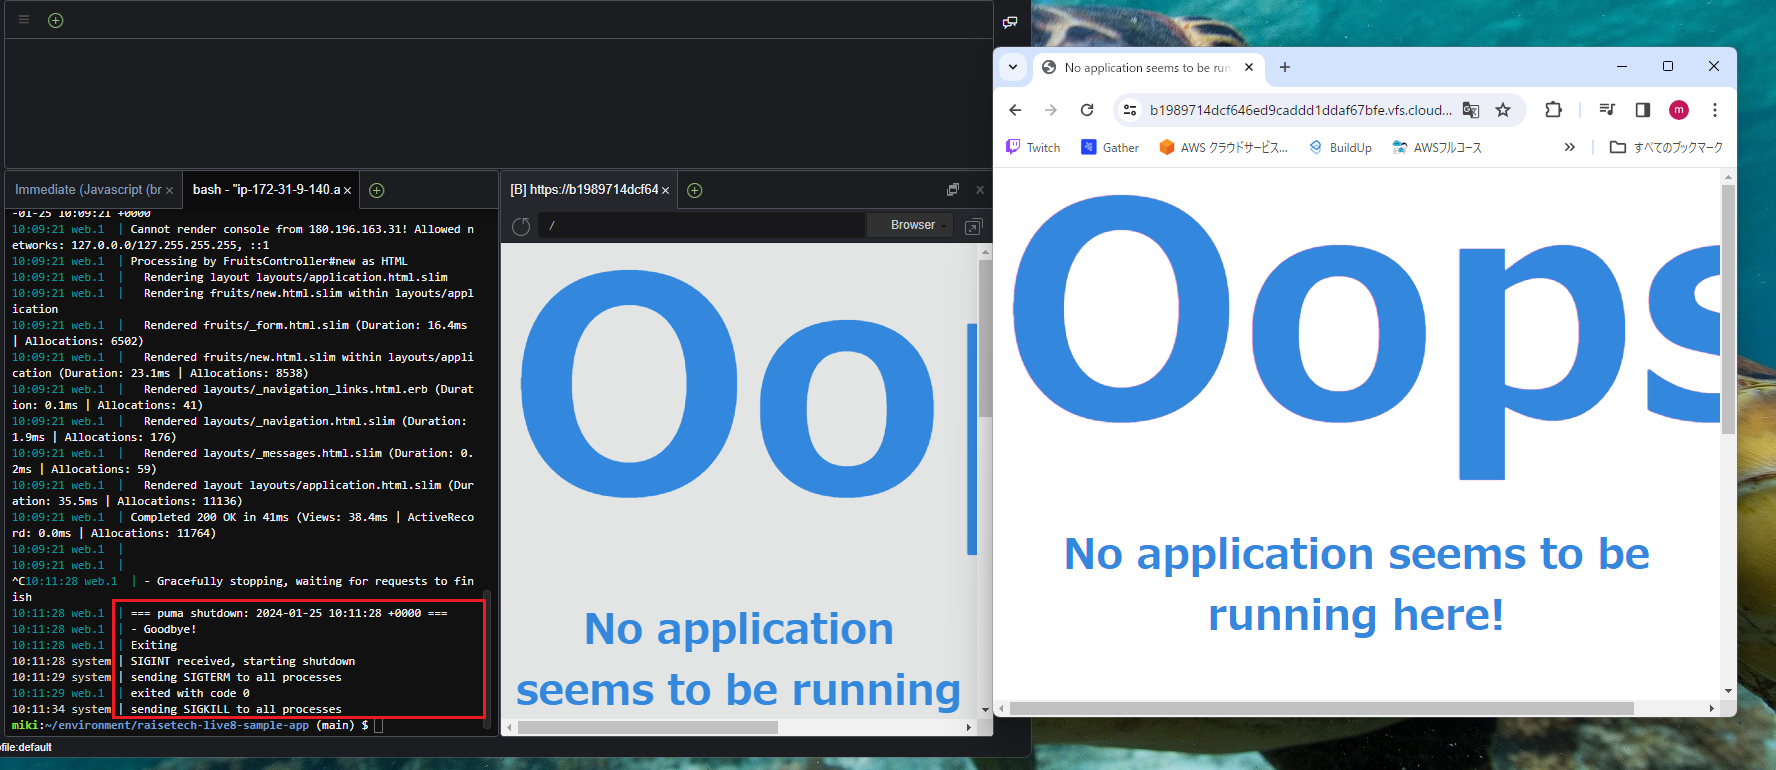 Immediate (Javascript (br ×
bash - "ip-172-31-9-140.a ×
-01-25 10:09:21 +0000
10:09:21 web.1  | Cannot render console from 180.196.163.31! Allowed n
etworks: 127.0.0.0/127.255.255.255, ::1
10:09:21 web.1  | Processing by FruitsController#new as HTML
10:09:21 web.1  |   Rendering layout layouts/application.html.slim
10:09:21 web.1  |   Rendering fruits/new.html.slim within layouts/appl
ication
10:09:21 web.1  |   Rendered fruits/_form.html.slim (Duration: 16.4ms
| Allocations: 6502)
10:09:21 web.1  |   Rendered fruits/new.html.slim within layouts/appli
cation (Duration: 23.1ms | Allocations: 8538)
10:09:21 web.1  |   Rendered layouts/_navigation_links.html.erb (Durat
ion: 0.1ms | Allocations: 41)
10:09:21 web.1  |   Rendered layouts/_navigation.html.slim (Duration:
1.9ms | Allocations: 176)
10:09:21 web.1  |   Rendered layouts/_messages.html.slim (Duration: 0.
2ms | Allocations: 59)
10:09:21 web.1  |   Rendered layout layouts/application.html.slim (Dur
ation: 35.5ms | Allocations: 11136)
10:09:21 web.1  | Completed 200 OK in 41ms (Views: 38.4ms | ActiveReco
rd: 0.0ms | Allocations: 11764)
10:09:21 web.1  |
10:09:21 web.1  |
^C10:11:28 web.1  | - Gracefully stopping, waiting for requests to fin
ish
10:11:28 web.1  | === puma shutdown: 2024-01-25 10:11:28 +0000 ===
10:11:28 web.1  | - Goodbye!
10:11:28 web.1  | Exiting
10:11:28 system | SIGINT received, starting shutdown
10:11:29 system | sending SIGTERM to all processes
10:11:29 web.1  | exited with code 0
10:11:34 system | sending SIGKILL to all processes
miki:~/environment/raisetech-live8-sample-app (main) $
ofile:default
[B] https://b1989714dcf64 ×
/
Browser
Oop
No application
seems to be running
No application seems to be run
b1989714dcf646ed9caddd1ddaf67bfe.vfs.cloud...
m
Twitch
Gather
AWS クラウドサービス...
BuildUp
AWSフルコース
»
すべてのブックマーク
Oops
No application seems to be
running here!